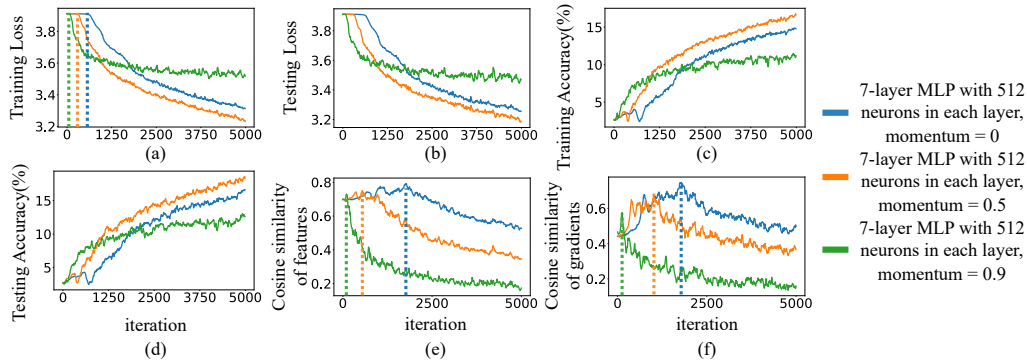 Training Loss
3.8
3.6
3.4
3.2
0 1250 2500 3750 5000
(a)
Testing Loss
3.8
3.6
3.4
3.2
0 1250 2500 3750 5000
(b)
Training Accuracy(%)
15
10
5
0 1250 2500 3750 5000
(c)
Testing Accuracy(%)
15
10
5
0 1250 2500 3750 5000
iteration
(d)
Cosine similarity
of features
0.8
0.6
0.4
0.2
0 2500 5000
iteration
(e)
Cosine similarity
of gradients
0.6
0.4
0.2
0 2500 5000
iteration
(f)
7-layer MLP with 512
neurons in each layer,
momentum = 0
7-layer MLP with 512
neurons in each layer,
momentum = 0.5
7-layer MLP with 512
neurons in each layer,
momentum = 0.9